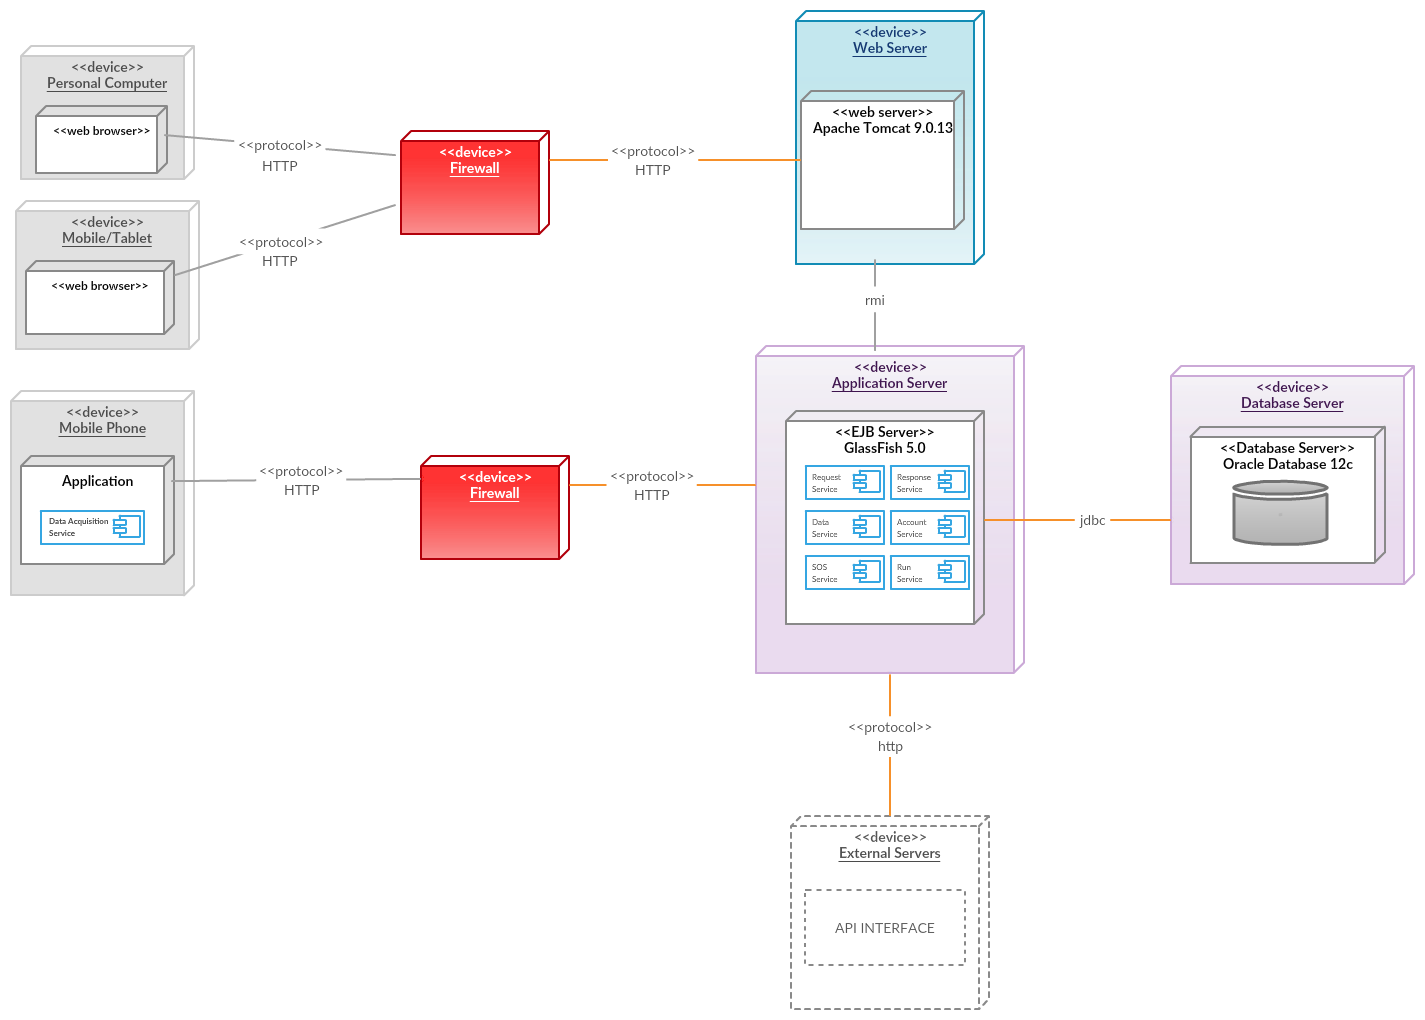 <<device>>
Web Server
<<web server>>
Apache Tomcat 9.0.13
<<device>>
Personal Computer
<<web browser>>
<<protocol>>
HTTP
<<device>>
Firewall
<<protocol>>
HTTP
<<device>>
Mobile/Tablet
<<web browser>>
<<protocol>>
HTTP
rmi
<<device>>
Application Server
<<EJB Server>>
GlassFish 5.0
Request
Service
Response
Service
Data
Service
Account
Service
SOS
Service
Run
Service
<<device>>
Database Server
<<Database Server>>
Oracle Database 12c
jdbc
<<device>>
Mobile Phone
Application
Data Acquisition
Service
<<protocol>>
HTTP
<<device>>
Firewall
<<protocol>>
HTTP
<<protocol>>
http
<<device>>
External Servers
API INTERFACE